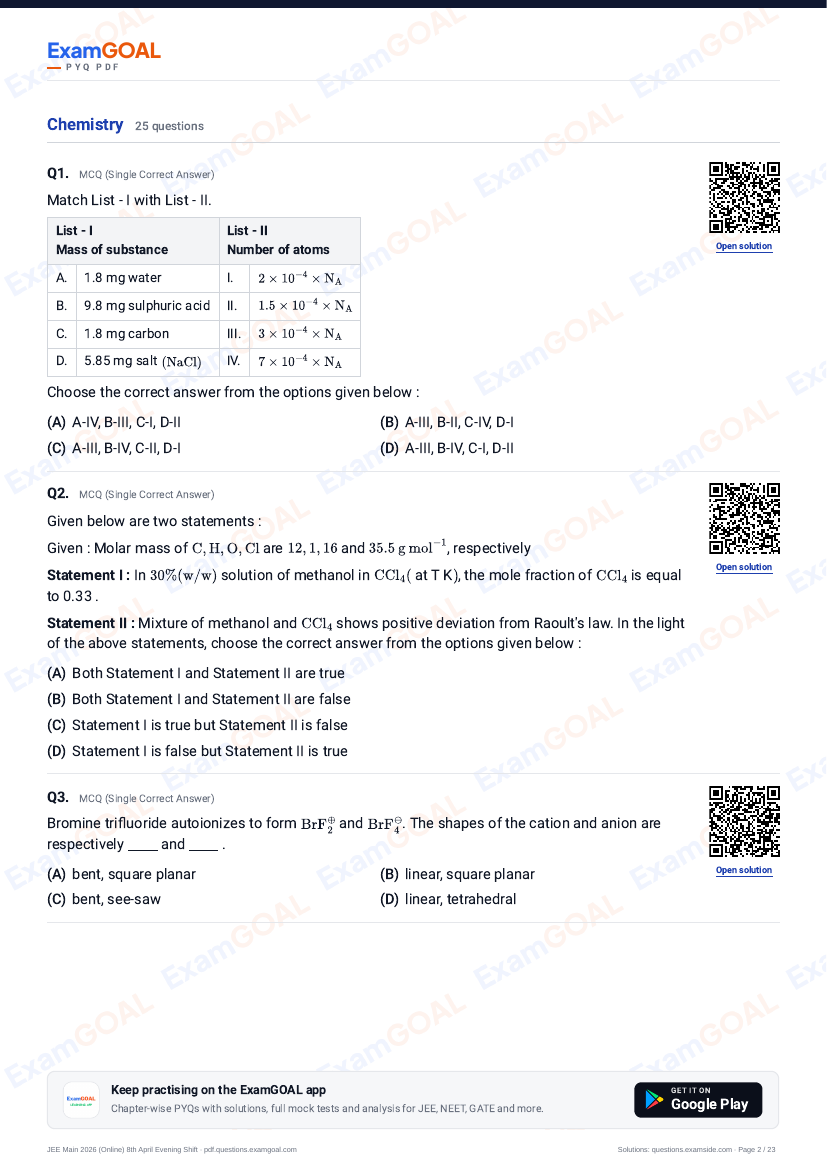 ExamGOAL
PYQ PDF
Chemistry 25 questions
Q1. MCQ (Single Correct Answer)
Match List - I with List - II.
List - I List - II
Mass of substance Number of atoms
A. 1.8 mg water I. 2 × 10⁻⁴ × N_A
B. 9.8 mg sulphuric acid II. 1.5 × 10⁻⁴ × N_A
C. 1.8 mg carbon III. 3 × 10⁻⁴ × N_A
D. 5.85 mg salt (NaCl) IV. 7 × 10⁻⁴ × N_A
Choose the correct answer from the options given below :
(A) A-IV, B-III, C-I, D-II (B) A-III, B-II, C-IV, D-I
(C) A-III, B-IV, C-II, D-I (D) A-III, B-IV, C-I, D-II
Open solution
Q2. MCQ (Single Correct Answer)
Given below are two statements :
Given : Molar mass of C, H, O, Cl are 12, 1, 16 and 35.5 g mol⁻¹, respectively
Statement I : In 30%(w/w) solution of methanol in CCl₄( at T K), the mole fraction of CCl₄ is equal
to 0.33 .
Statement II : Mixture of methanol and CCl₄ shows positive deviation from Raoult's law. In the light
of the above statements, choose the correct answer from the options given below :
(A) Both Statement I and Statement II are true
(B) Both Statement I and Statement II are false
(C) Statement I is true but Statement II is false
(D) Statement I is false but Statement II is true
Open solution
Q3. MCQ (Single Correct Answer)
Bromine trifluoride autoionizes to form BrF₂⊕ and BrF₄⊖. The shapes of the cation and anion are
respectively ____ and ____ .
(A) bent, square planar (B) linear, square planar
(C) bent, see-saw (D) linear, tetrahedral
Open solution
ExamGOAL
Keep practising on the ExamGOAL app
Chapter-wise PYQs with solutions, full mock tests and analysis for JEE, NEET, GATE and more.
GET IT ON
Google Play
JEE Main 2026 (Online) 8th April Evening Shift · pdf.questions.examgoal.com Solutions: questions.examside.com · Page 2 / 23